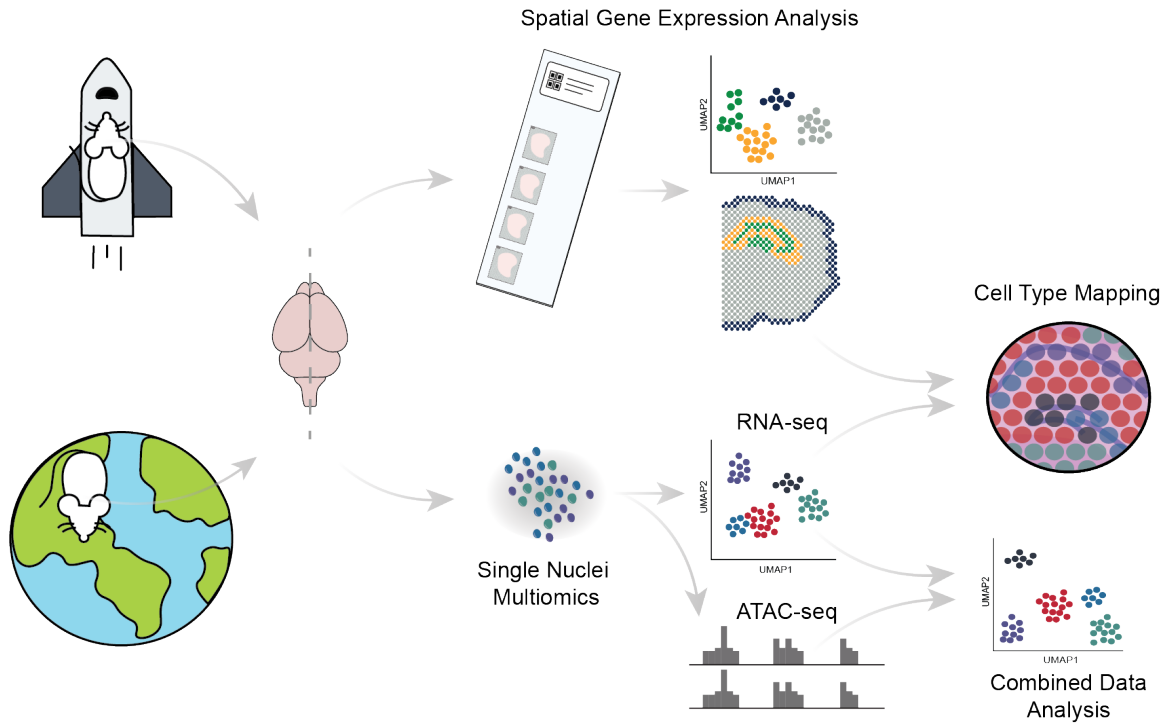 Spatial Gene Expression Analysis
UMAP2
UMAP1
Cell Type Mapping
RNA-seq
UMAP2
UMAP1
Single Nuclei
Multiomics
ATAC-seq
UMAP2
UMAP1
Combined Data
Analysis